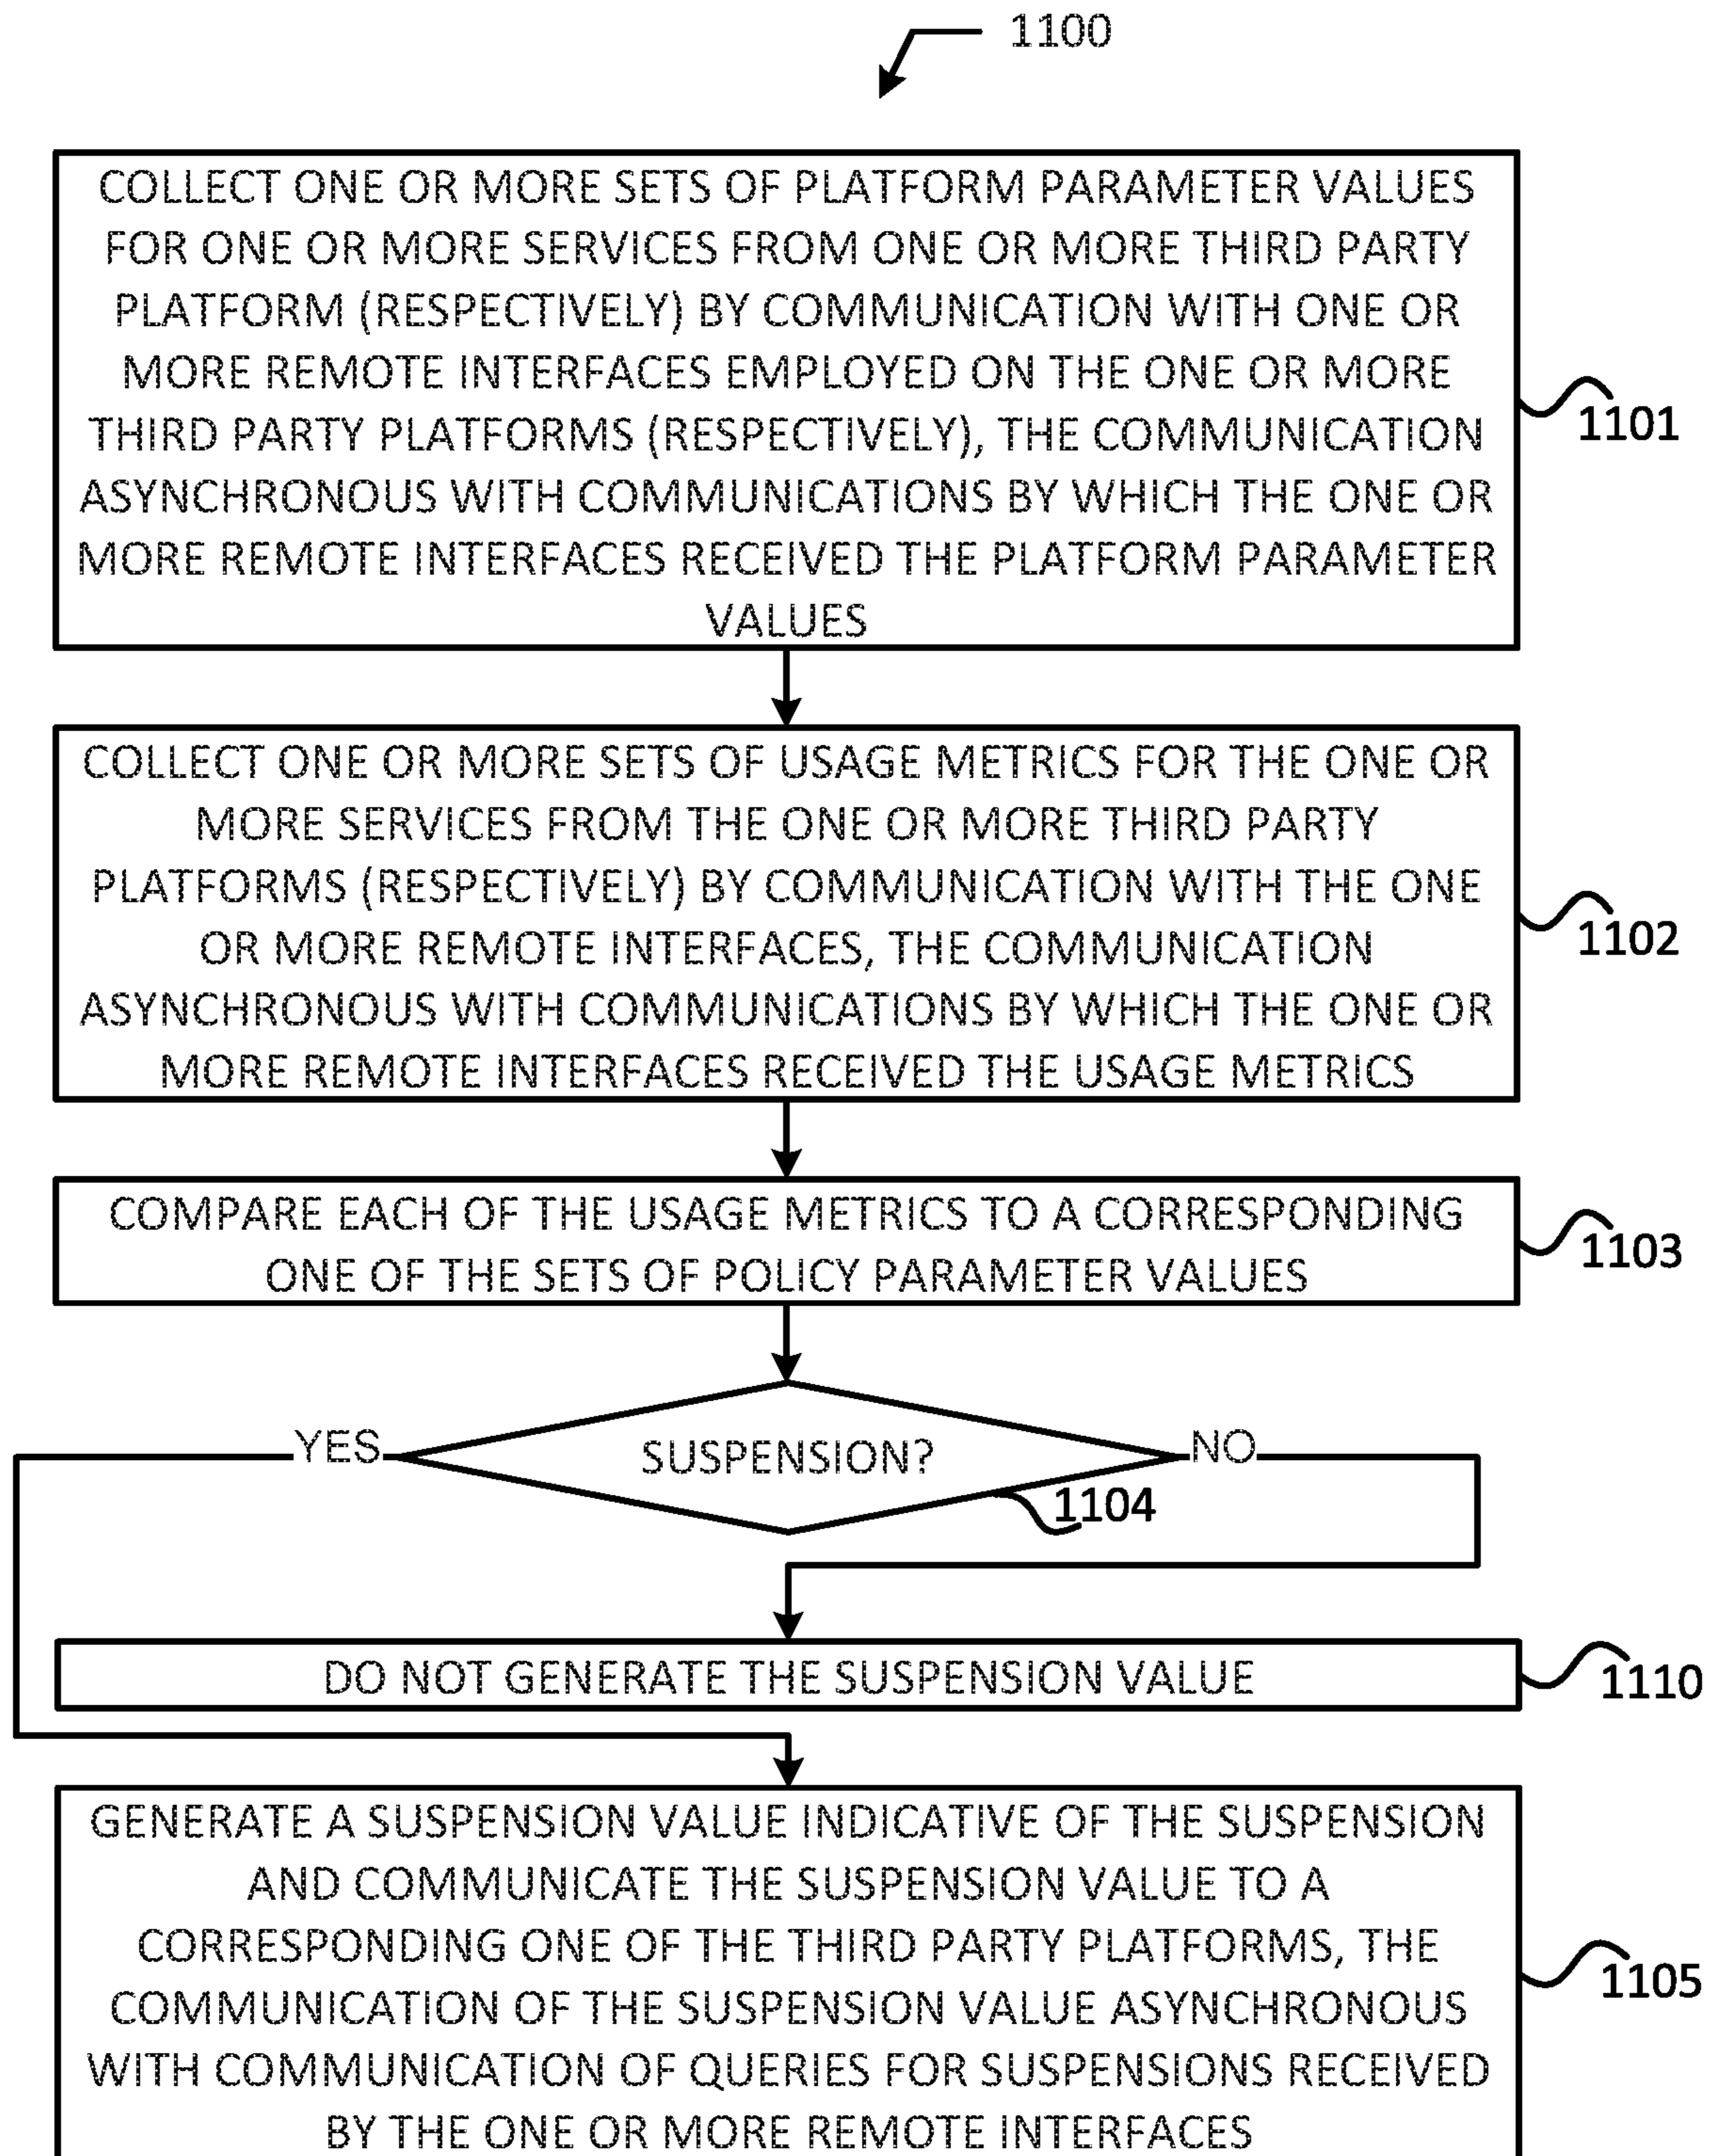 1100
COLLECT ONE OR MORE SETS OF PLATFORM PARAMETER VALUES
FOR ONE OR MORE SERVICES FROM ONE OR MORE THIRD PARTY
PLATFORM (RESPECTIVELY) BY COMMUNICATION WITH ONE OR
MORE REMOTE INTERFACES EMPLOYED ON THE ONE OR MORE
THIRD PARTY PLATFORMS (RESPECTIVELY), THE COMMUNICATION
ASYNCHRONOUS WITH COMMUNICATIONS BY WHICH THE ONE OR
MORE REMOTE INTERFACES RECEIVED THE PLATFORM PARAMETER
VALUES
1101
COLLECT ONE OR MORE SETS OF USAGE METRICS FOR THE ONE OR
MORE SERVICES FROM THE ONE OR MORE THIRD PARTY
PLATFORMS (RESPECTIVELY) BY COMMUNICATION WITH THE ONE
OR MORE REMOTE INTERFACES, THE COMMUNICATION
ASYNCHRONOUS WITH COMMUNICATIONS BY WHICH THE ONE OR
MORE REMOTE INTERFACES RECEIVED THE USAGE METRICS
1102
COMPARE EACH OF THE USAGE METRICS TO A CORRESPONDING
ONE OF THE SETS OF POLICY PARAMETER VALUES
1103
YES
SUSPENSION?
NO
1104
DO NOT GENERATE THE SUSPENSION VALUE
1110
GENERATE A SUSPENSION VALUE INDICATIVE OF THE SUSPENSION
AND COMMUNICATE THE SUSPENSION VALUE TO A
CORRESPONDING ONE OF THE THIRD PARTY PLATFORMS, THE
COMMUNICATION OF THE SUSPENSION VALUE ASYNCHRONOUS
WITH COMMUNICATION OF QUERIES FOR SUSPENSIONS RECEIVED
BY THE ONE OR MORE REMOTE INTERFACES
1105